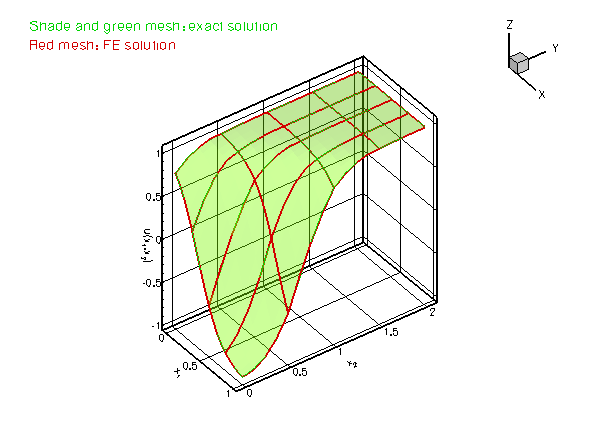 Shade and green mesh: exact solution
Red mesh: FE solution
Z
Y
X
1
0.5
0
-0.5
-1
u(x₁,x₂)
0
0.5
1
x₁
0
0.5
1
1.5
2
x₂